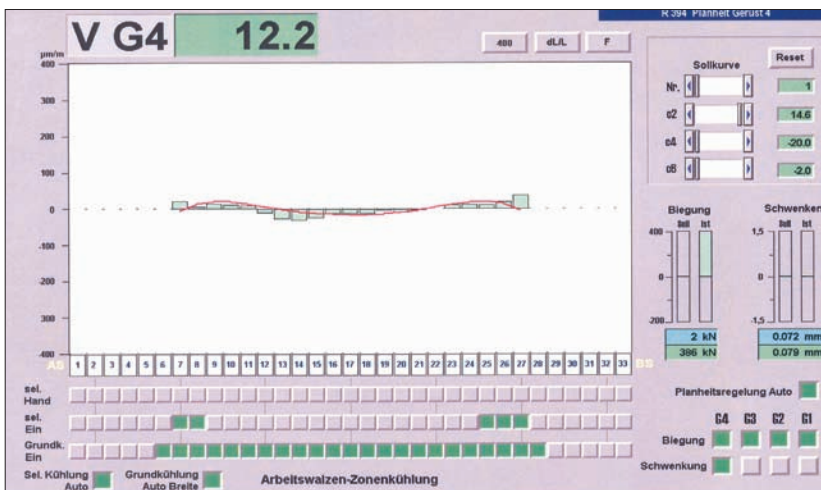 R 394 Planheit Gerüst 4
V G4 12.2
400 dL/L F
µm/m
400
300
200
100
0
-100
-200
-300
-400
AS 1 2 3 4 5 6 7 8 9 10 11 12 13 14 15 16 17 18 19 20 21 22 23 24 25 26 27 28 29 30 31 32 33 BS
sel.
Hand
sel.
Ein
Grundk.
Ein
Sel. Kühlung
Auto
Grundkühlung
Auto Breite
Arbeitswalzen-Zonenkühlung
Sollkurve
Reset
Nr. 1
c2 14.6
c4 -20.0
c6 -2.0
Biegung
Soll Ist
400
0
-200
2 kN
386 kN
Schwenken
Soll Ist
1,5
0
-1,5
0.072 mm
0.079 mm
Planheitsregelung Auto
G4 G3 G2 G1
Biegung
Schwenkung